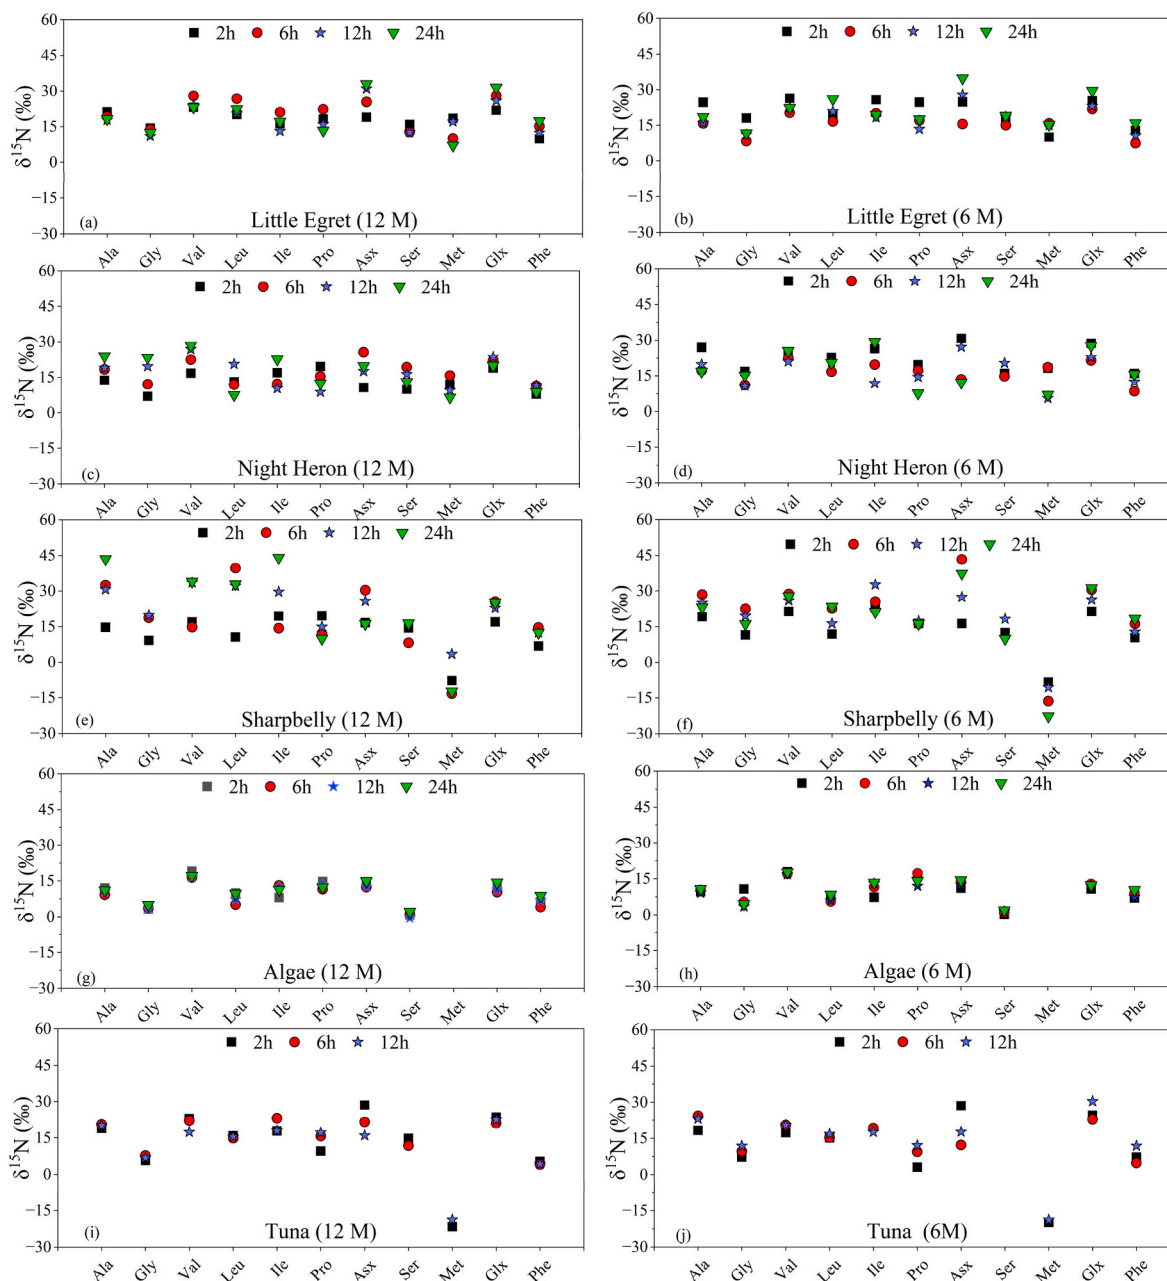 60
45
30
15
0
−15
−30
δ15N (‰)
2h 6h 12h 24h
(a)
Little Egret (12 M)
Ala Gly Val Leu Ile Pro Asx Ser Met Glx Phe
60
45
30
15
0
−15
−30
δ15N (‰)
2h 6h 12h 24h
(b)
Little Egret (6 M)
Ala Gly Val Leu Ile Pro Asx Ser Met Glx Phe
60
45
30
15
0
−15
−30
δ15N (‰)
2h 6h 12h 24h
(c)
Night Heron (12 M)
Ala Gly Val Leu Ile Pro Asx Ser Met Glx Phe
60
45
30
15
0
−15
−30
δ15N (‰)
2h 6h 12h 24h
(d)
Night Heron (6 M)
Ala Gly Val Leu Ile Pro Asx Ser Met Glx Phe
60
45
30
15
0
−15
−30
δ15N (‰)
2h 6h 12h 24h
(e)
Sharpbelly (12 M)
Ala Gly Val Leu Ile Pro Asx Ser Met Glx Phe
60
45
30
15
0
−15
−30
δ15N (‰)
2h 6h 12h 24h
(f)
Sharpbelly (6 M)
Ala Gly Val Leu Ile Pro Asx Ser Met Glx Phe
60
45
30
15
0
−15
−30
δ15N (‰)
2h 6h 12h 24h
(g)
Algae (12 M)
Ala Gly Val Leu Ile Pro Asx Ser Met Glx Phe
60
45
30
15
0
−15
−30
δ15N (‰)
2h 6h 12h 24h
(h)
Algae (6 M)
Ala Gly Val Leu Ile Pro Asx Ser Met Glx Phe
60
45
30
15
0
−15
−30
δ15N (‰)
2h 6h 12h
(i)
Tuna (12 M)
Ala Gly Val Leu Ile Pro Asx Ser Met Glx Phe
60
45
30
15
0
−15
−30
δ15N (‰)
2h 6h 12h
(j)
Tuna (6M)
Ala Gly Val Leu Ile Pro Asx Ser Met Glx Phe